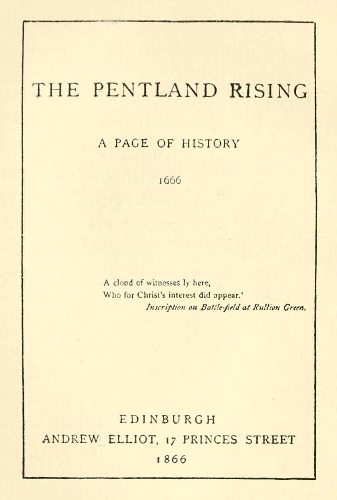 THE PENTLAND RISING
A PAGE OF HISTORY
1666
A cloud of witnesses ly here,
Who for Christ's interest did appear.'
Inscription on Battle-field at Rullion Green.
EDINBURGH
ANDREW ELLIOT, 17 PRINCES STREET
1866